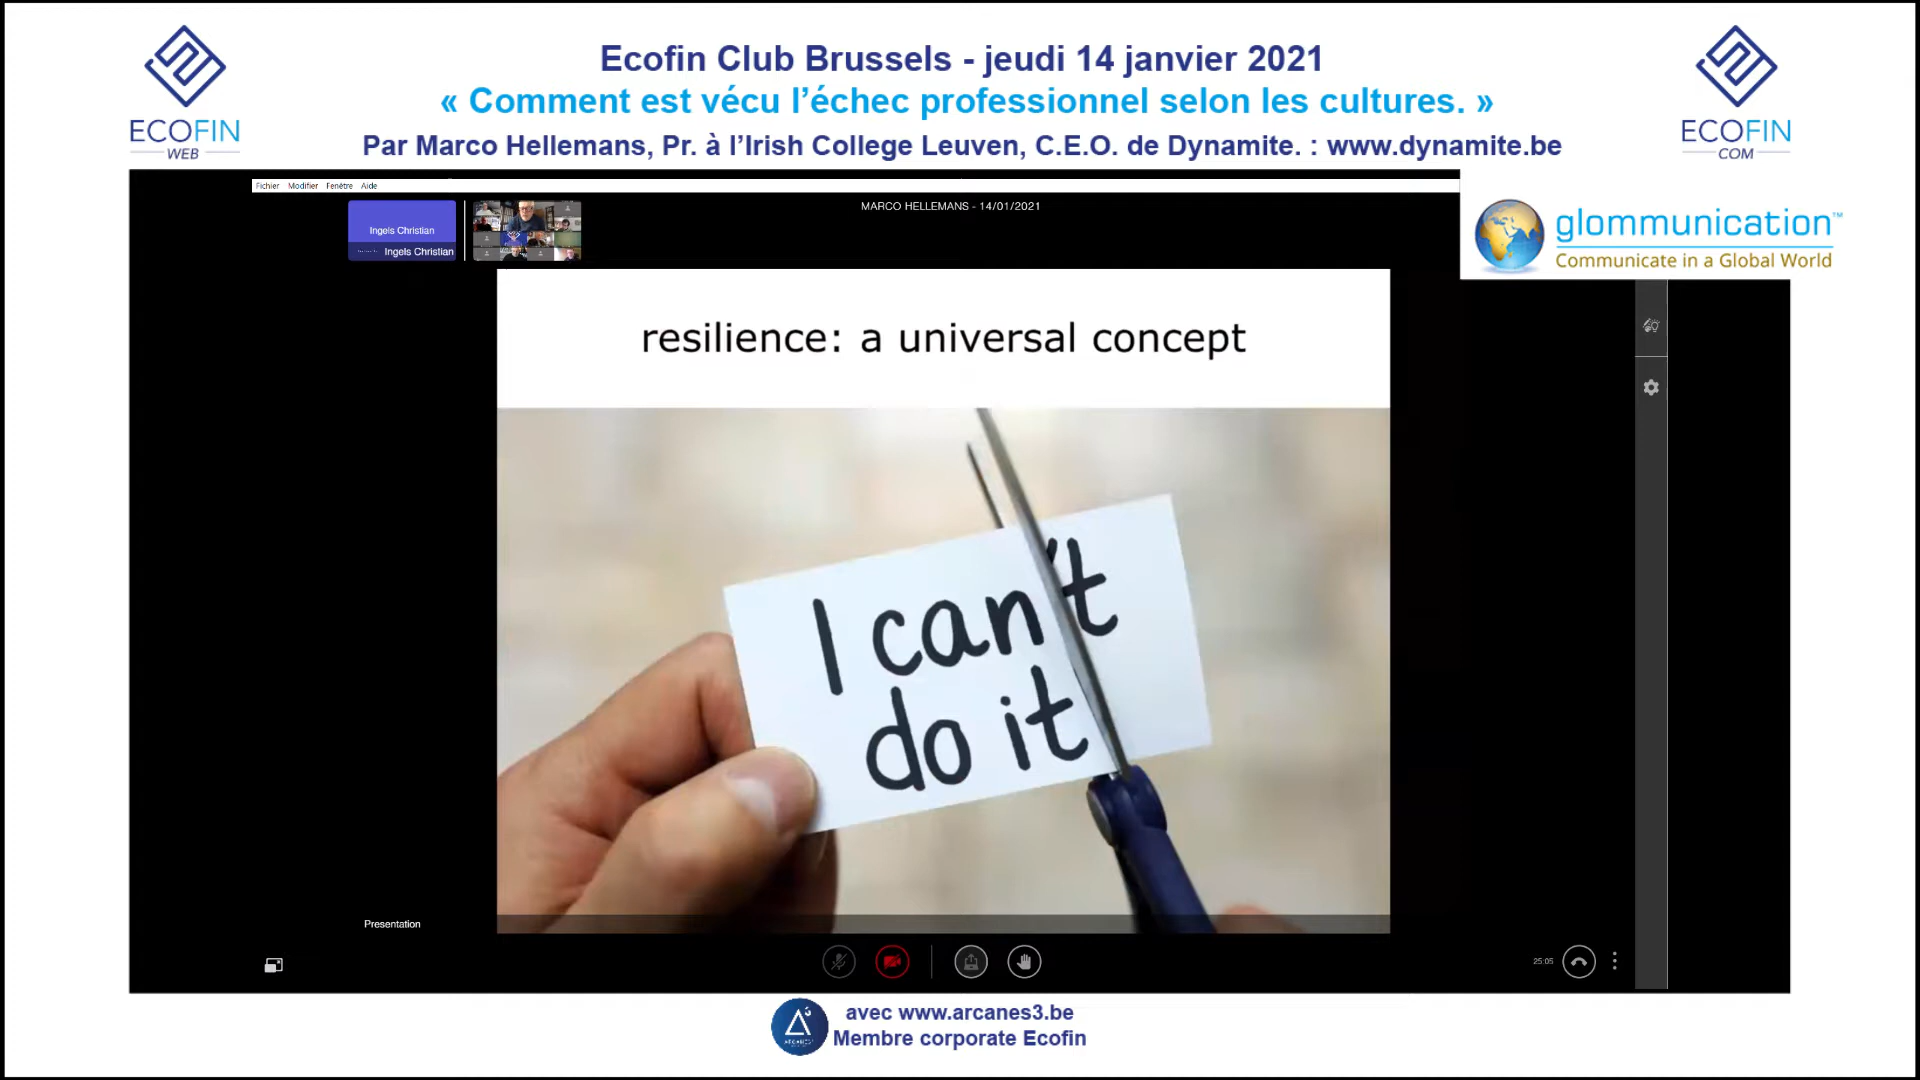 Ecofin Club Brussels - jeudi 14 janvier 2021
« Comment est vécu l’échec professionnel selon les cultures. »
Par Marco Hellemans, Pr. à l’Irish College Leuven, C.E.O. de Dynamite. : www.dynamite.be
ECOFIN
WEB
ECOFIN
COM
Fichier Modifier Fenêtre Aide
MARCO HELLEMANS - 14/01/2021
Ingels Christian
Ingels Christian
glommunication™
Communicate in a Global World
resilience: a universal concept
I can't
do it
Presentation
25:05
avec www.arcanes3.be
Membre corporate Ecofin